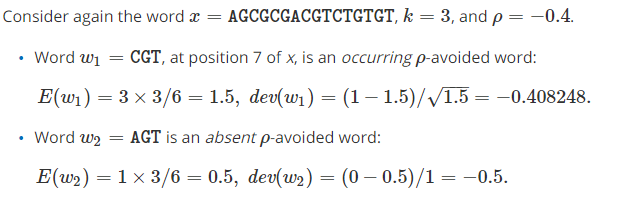 Consider again the word x = AGCGCGACGTCTGTGT, k = 3, and ρ = −0.4.
• Word w₁ = CGT, at position 7 of x, is an occurring ρ-avoided word:
E(w₁) = 3 × 3/6 = 1.5, dev(w₁) = (1 − 1.5)/√1.5 = −0.408248.
• Word w₂ = AGT is an absent ρ-avoided word:
E(w₂) = 1 × 3/6 = 0.5, dev(w₂) = (0 − 0.5)/1 = −0.5.